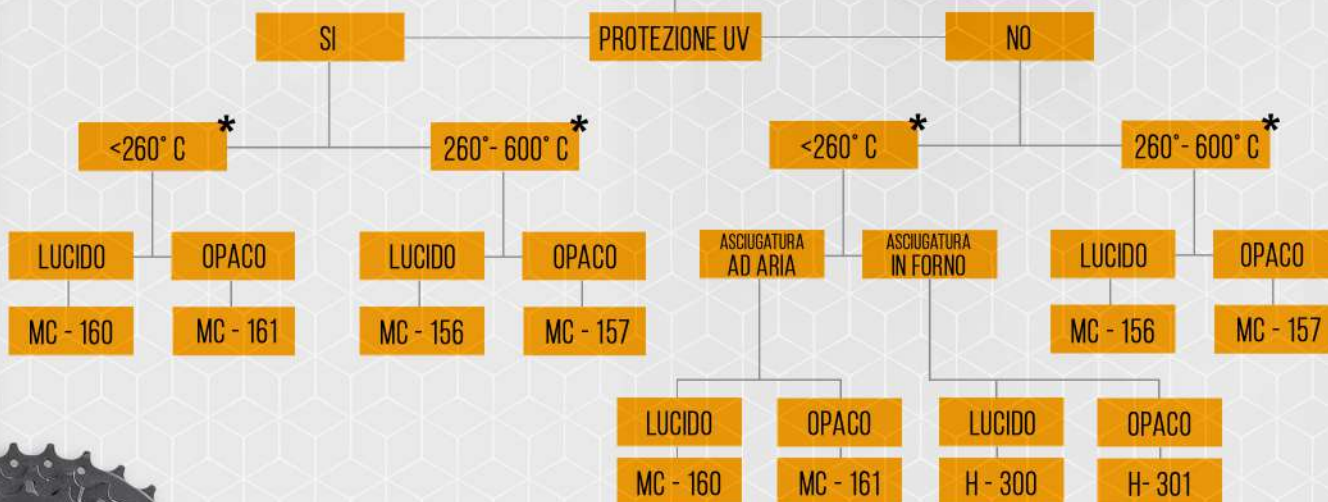 SI
PROTEZIONE UV
NO
<260° C *
260°- 600° C *
<260° C *
260°- 600° C *
LUCIDO
OPACO
LUCIDO
OPACO
ASCIUGATURA
AD ARIA
ASCIUGATURA
IN FORNO
LUCIDO
OPACO
MC - 160
MC - 161
MC - 156
MC - 157
MC - 156
MC - 157
LUCIDO
OPACO
LUCIDO
OPACO
MC - 160
MC - 161
H - 300
H - 301